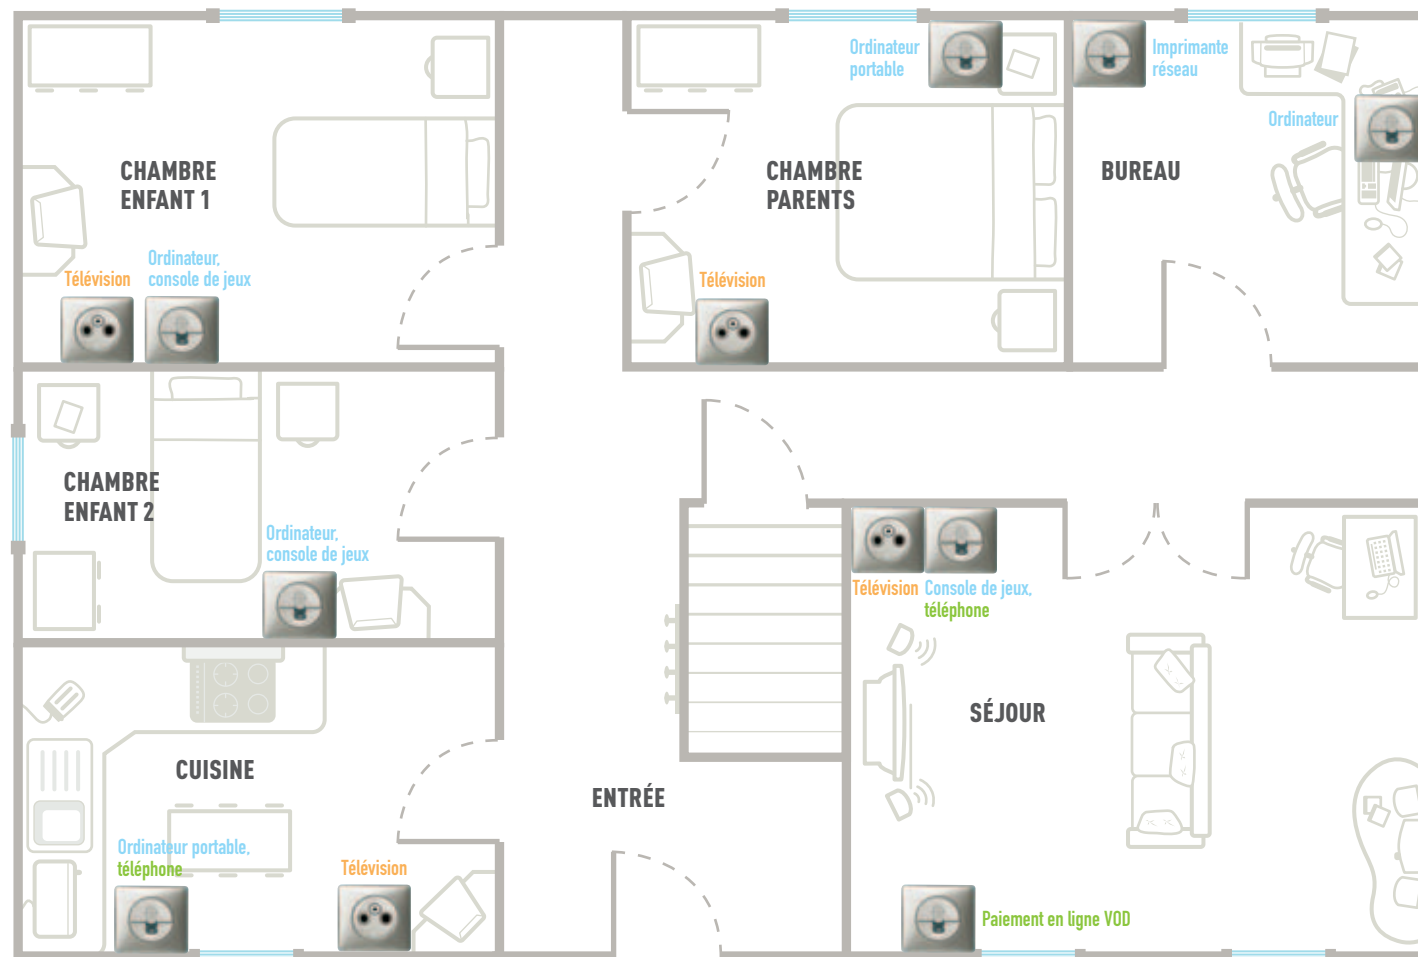 Ordinateur
portable
Imprimante
réseau
Ordinateur
CHAMBRE
ENFANT 1
CHAMBRE
PARENTS
BUREAU
Ordinateur,
console de jeux
Télévision
Télévision
CHAMBRE
ENFANT 2
Ordinateur,
console de jeux
Télévision
Console de jeux,
téléphone
SÉJOUR
CUISINE
ENTRÉE
Ordinateur portable,
téléphone
Télévision
Paiement en ligne VOD